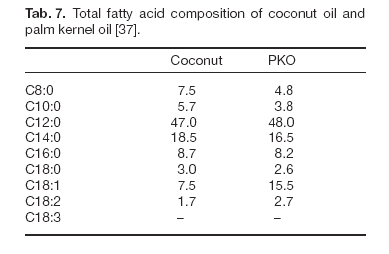 Tab. 7. Total fatty acid composition of coconut oil and
palm kernel oil [37].
Coconut PKO
C8:0 7.5 4.8
C10:0 5.7 3.8
C12:0 47.0 48.0
C14:0 18.5 16.5
C16:0 8.7 8.2
C18:0 3.0 2.6
C18:1 7.5 15.5
C18:2 1.7 2.7
C18:3 – –